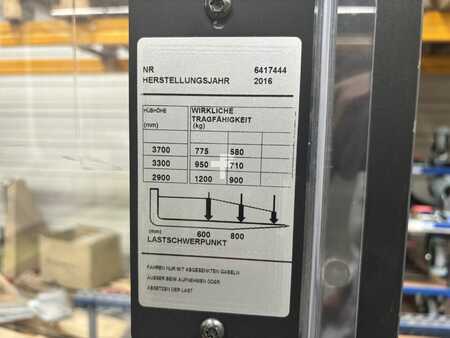 NR 6417444
HERSTELLUNGSJAHR 2016
HUBHÖHE WIRKLICHE
TRAGFÄHIGKEIT
(mm) (kg)
3700 775 580
3300 950 710
2900 1200 900
(mm) 600 800
LASTSCHWERPUNKT
FAHREN NUR MIT ABGESENKTEN GABELN
AUSSER BEIM AUFNEHMEN ODER
ABSETZEN DER LAST